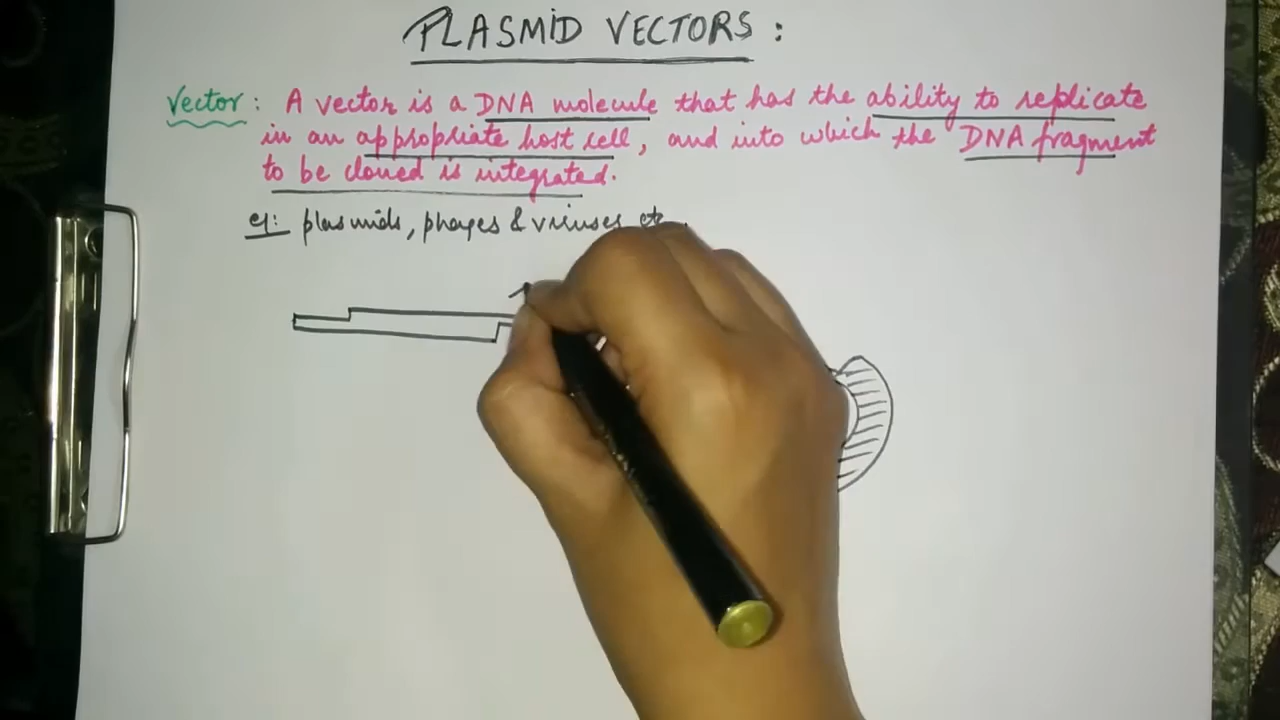 PLASMID VECTORS :
Vector : A vector is a DNA molecule that has the ability to replicate
in an appropriate host cell, and into which the DNA fragment
to be cloned is integrated.
eg: plasmids, phages & viruses etc